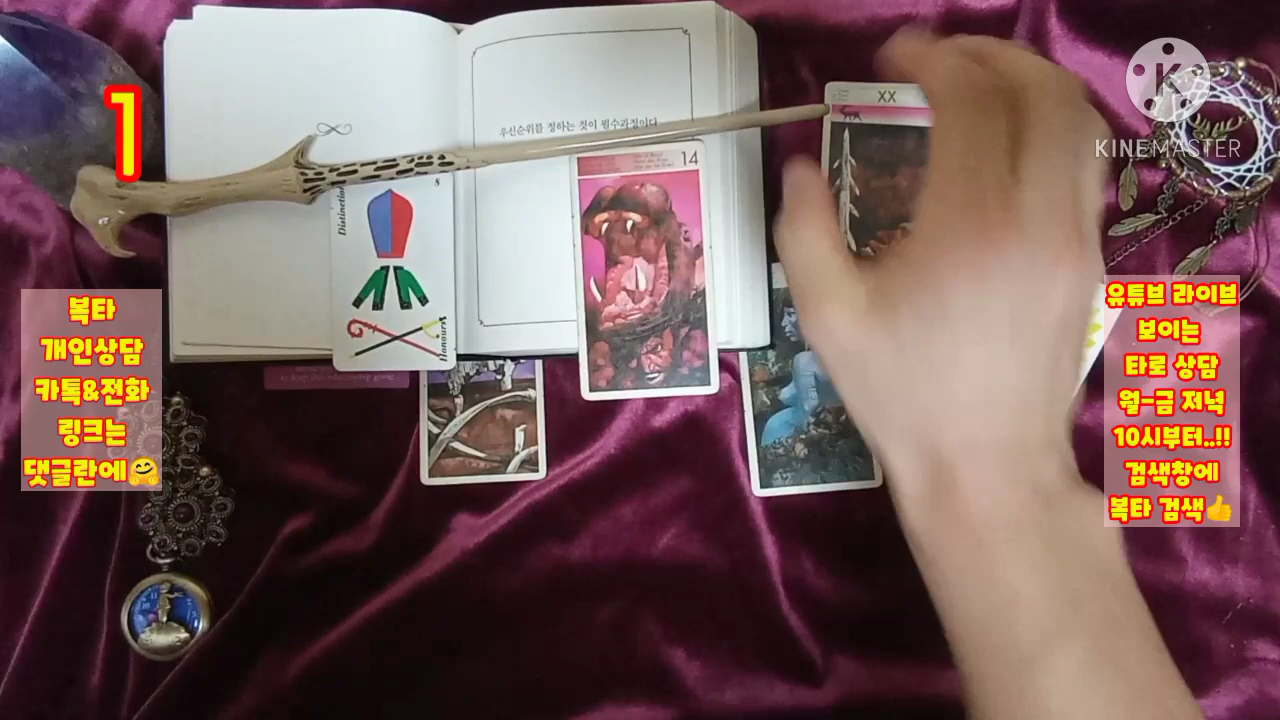 1
우선순위를 정하는 것이 필수과정이다
XX
K
KINEMASTER
14
Distinction
8
Honours
복타
개인상담
카톡&전화
링크는
댓글란에🤗
유튜브 라이브
보이는
타로 상담
월-금 저녁
10시부터..!!
검색창에
복타 검색👍